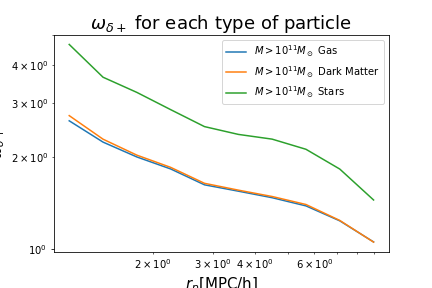 ω_{δ+} for each type of particle
M > 10^{11} M_⊙ Gas
M > 10^{11} M_⊙ Dark Matter
M > 10^{11} M_⊙ Stars
4 × 10^0
3 × 10^0
2 × 10^0
10^0
2 × 10^0 3 × 10^0 4 × 10^0 6 × 10^0
r_p[MPC/h]